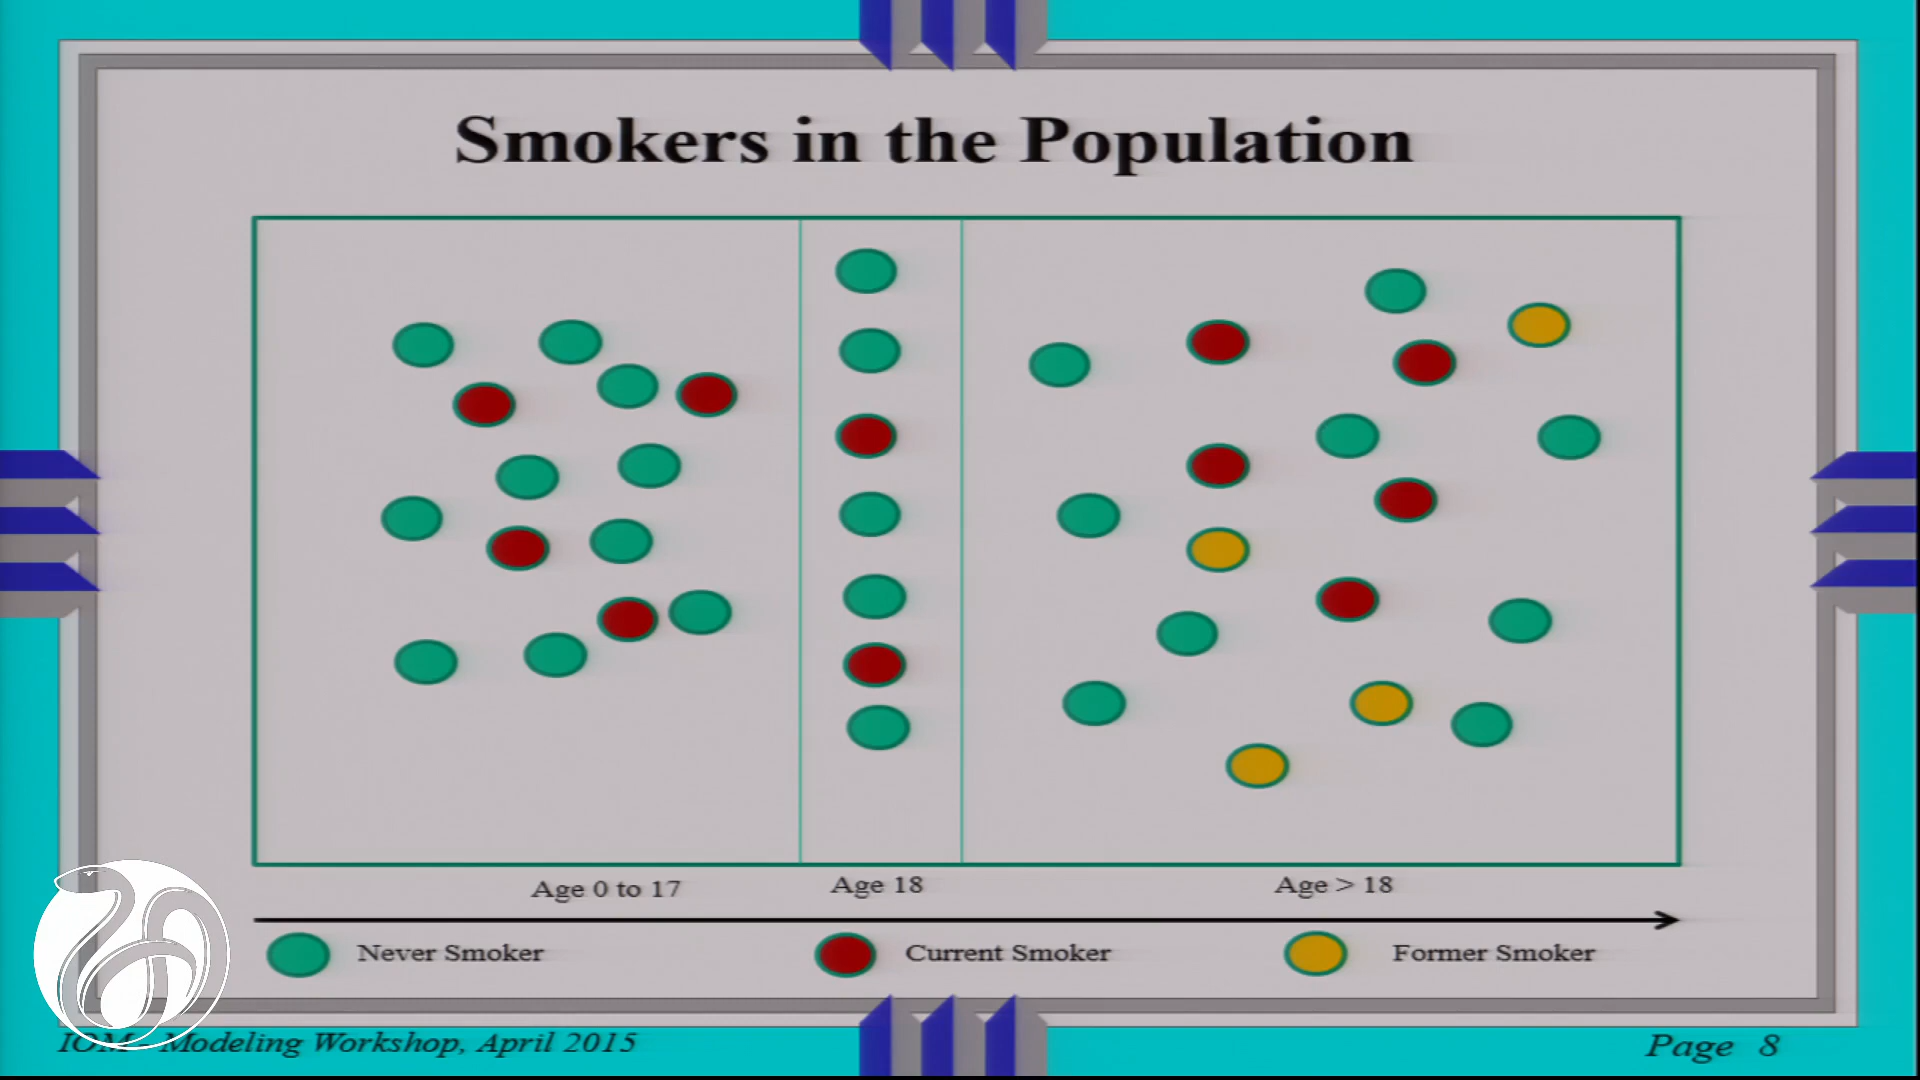 Smokers in the Population
Age 0 to 17
Age 18
Age > 18
Never Smoker
Current Smoker
Former Smoker
IOM - Modeling Workshop, April 2015
Page 8